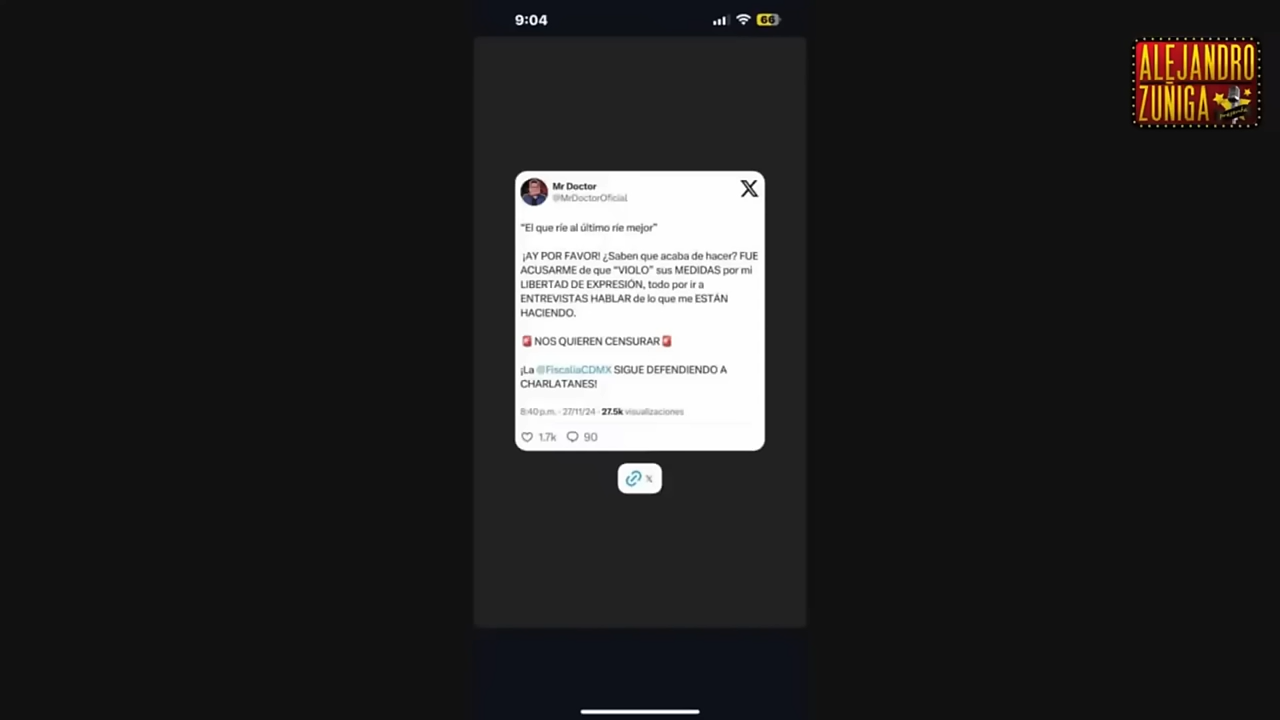 9:04
66
ALEJANDRO
ZUÑIGA
presenta
Mr Doctor
@MrDoctorOficial
"El que ríe al último ríe mejor"
¡AY POR FAVOR! ¿Saben que acaba de hacer? FUE
ACUSARME de que "VIOLO" sus MEDIDAS por mi
LIBERTAD DE EXPRESIÓN, todo por ir a
ENTREVISTAS HABLAR de lo que me ESTÁN
HACIENDO.
🚨 NOS QUIEREN CENSURAR 🚨
¡La @FiscaliaCDMX SIGUE DEFENDIENDO A
CHARLATANES!
8:40 p.m. · 27/11/24 · 27.5k visualizaciones
1.7k 90